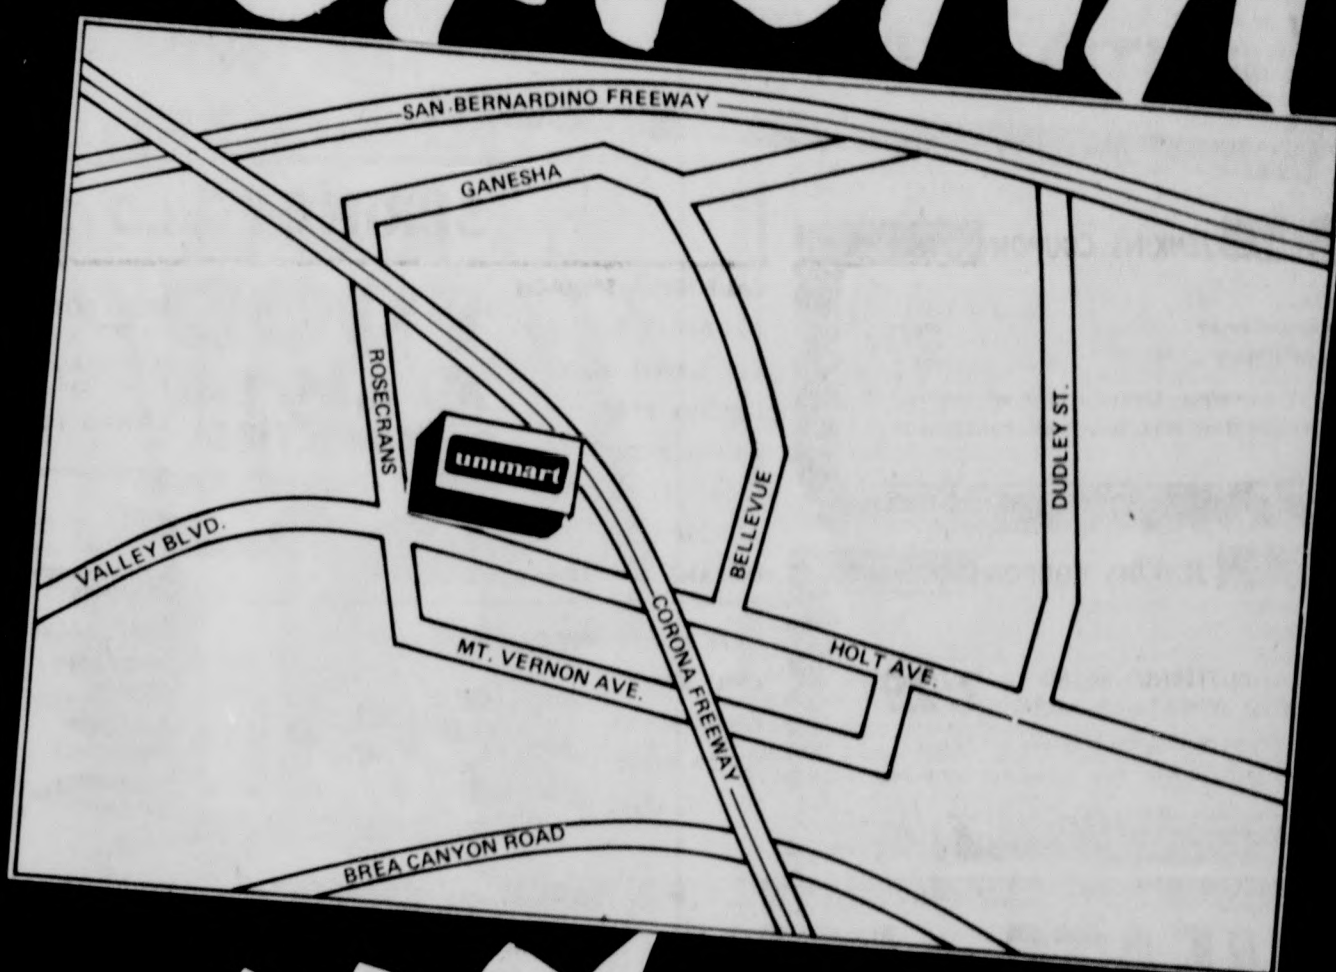 SAN BERNARDINO FREEWAY
GANESHA
ROSECRANS
unimart
DUDLEY ST.
BELLEVUE
VALLEY BLVD.
CORONA FREEWAY
HOLT AVE.
MT. VERNON AVE.
BREA CANYON ROAD